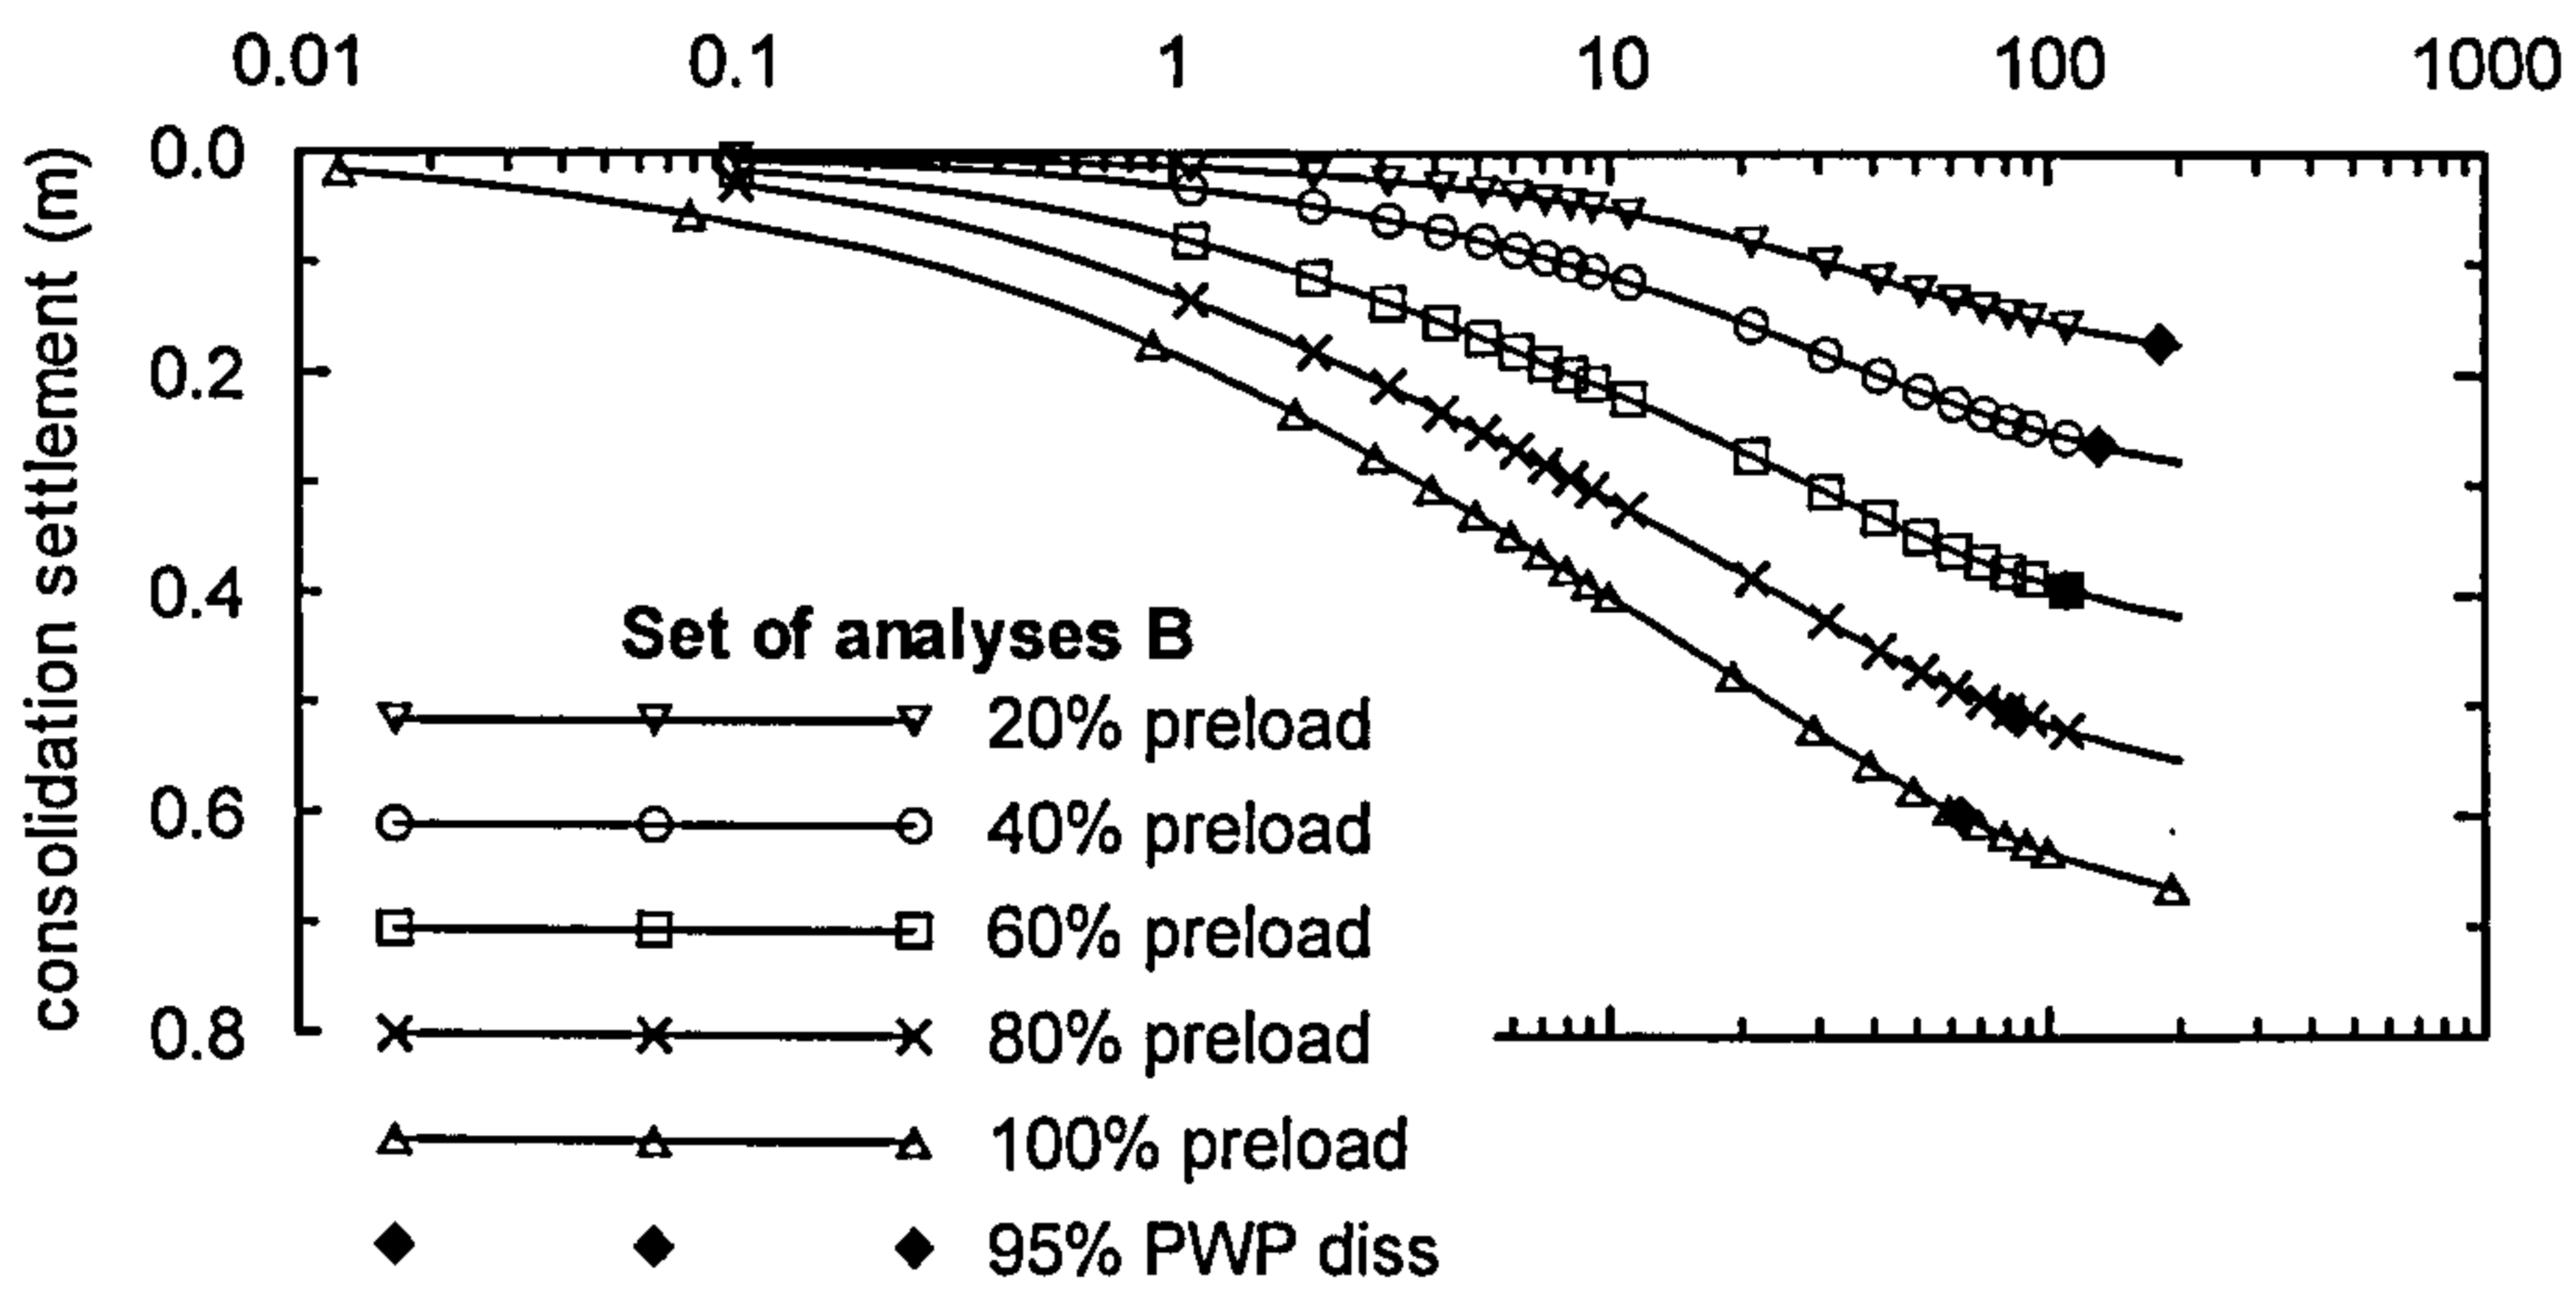 0.01 0.1 1 10 100 1000
consolidation settlement (m)
0.0
0.2
0.4
0.6
0.8
Set of analyses B
20% preload
40% preload
60% preload
80% preload
100% preload
95% PWP diss